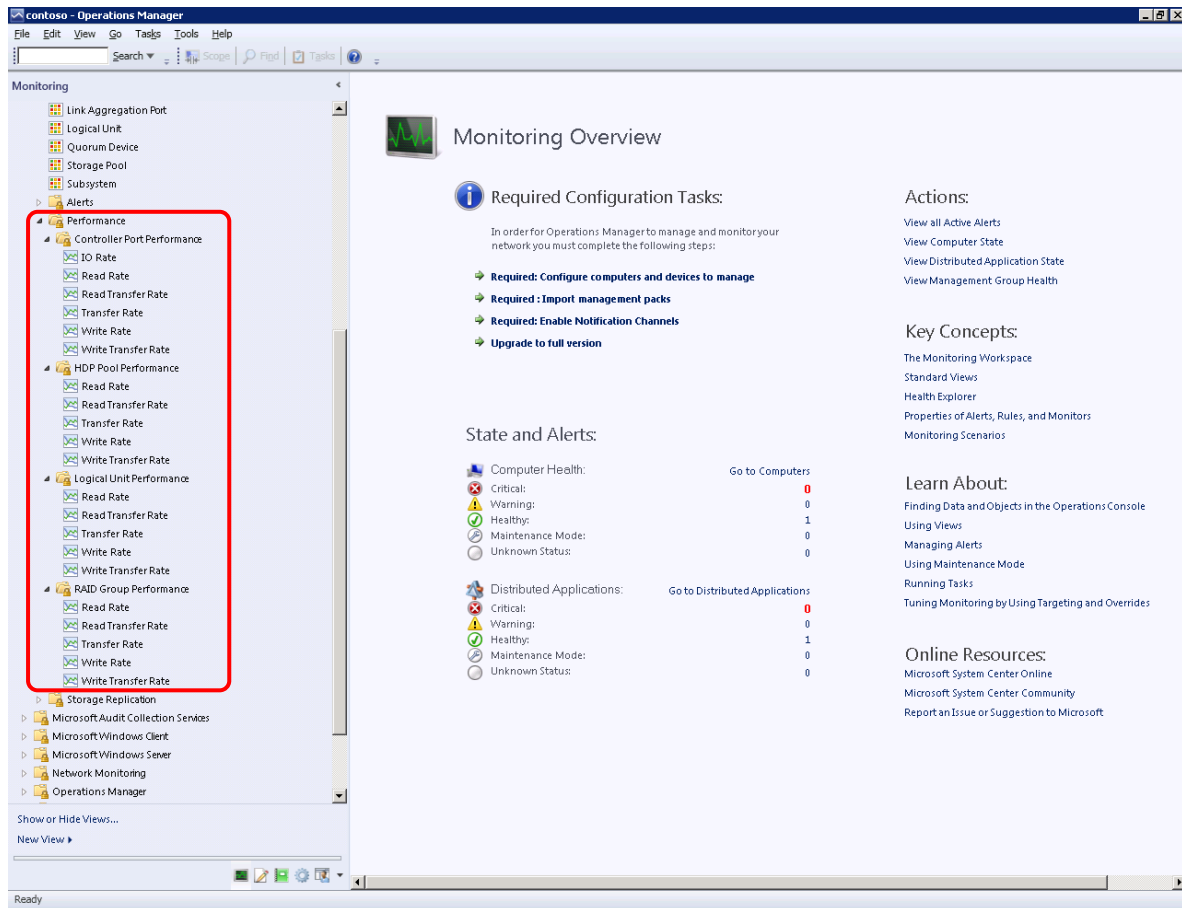 contoso - Operations Manager
File Edit View Go Tasks Tools Help
Search Scope Find Tasks
Monitoring
Link Aggregation Port
Logical Unit
Quorum Device
Storage Pool
Subsystem
Alerts
Performance
Controller Port Performance
IO Rate
Read Rate
Read Transfer Rate
Transfer Rate
Write Rate
Write Transfer Rate
HDP Pool Performance
Read Rate
Read Transfer Rate
Transfer Rate
Write Rate
Write Transfer Rate
Logical Unit Performance
Read Rate
Read Transfer Rate
Transfer Rate
Write Rate
Write Transfer Rate
RAID Group Performance
Read Rate
Read Transfer Rate
Transfer Rate
Write Rate
Write Transfer Rate
Storage Replication
Microsoft Audit Collection Services
Microsoft Windows Client
Microsoft Windows Server
Network Monitoring
Operations Manager
Show or Hide Views...
New View
Monitoring Overview
Required Configuration Tasks:
In order for Operations Manager to manage and monitor your
network you must complete the following steps:
Required: Configure computers and devices to manage
Required : Import management packs
Required: Enable Notification Channels
Upgrade to full version
State and Alerts:
Computer Health: Go to Computers
Critical: 0
Warning: 0
Healthy: 1
Maintenance Mode: 0
Unknown Status: 0
Distributed Applications: Go to Distributed Applications
Critical: 0
Warning: 0
Healthy: 1
Maintenance Mode: 0
Unknown Status: 0
Actions:
View all Active Alerts
View Computer State
View Distributed Application State
View Management Group Health
Key Concepts:
The Monitoring Workspace
Standard Views
Health Explorer
Properties of Alerts, Rules, and Monitors
Monitoring Scenarios
Learn About:
Finding Data and Objects in the Operations Console
Using Views
Managing Alerts
Using Maintenance Mode
Running Tasks
Tuning Monitoring by Using Targeting and Overrides
Online Resources:
Microsoft System Center Online
Microsoft System Center Community
Report an Issue or Suggestion to Microsoft
Ready